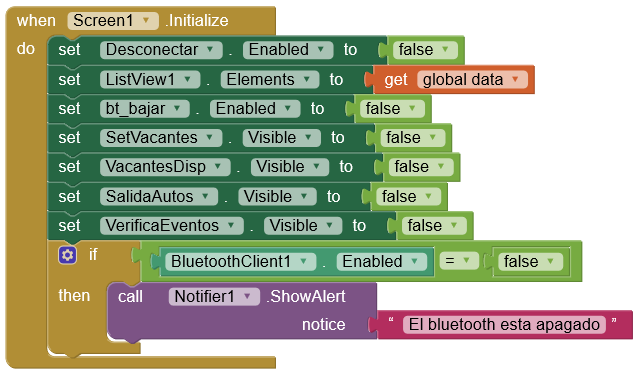 when Screen1 .Initialize
do set Desconectar . Enabled to false
set ListView1 . Elements to get global data
set bt_bajar . Enabled to false
set SetVacantes . Visible to false
set VacantesDisp . Visible to false
set SalidaAutos . Visible to false
set VerificaEventos . Visible to false
if BluetoothClient1 . Enabled = false
then call Notifier1 .ShowAlert
notice “ El bluetooth esta apagado ”